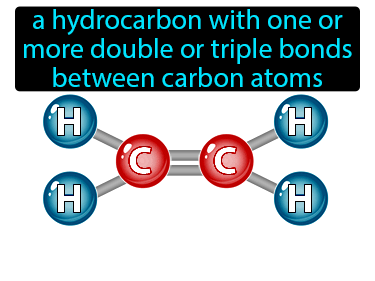 a hydrocarbon with one or
more double or triple bonds
between carbon atoms
H H
C C
H H